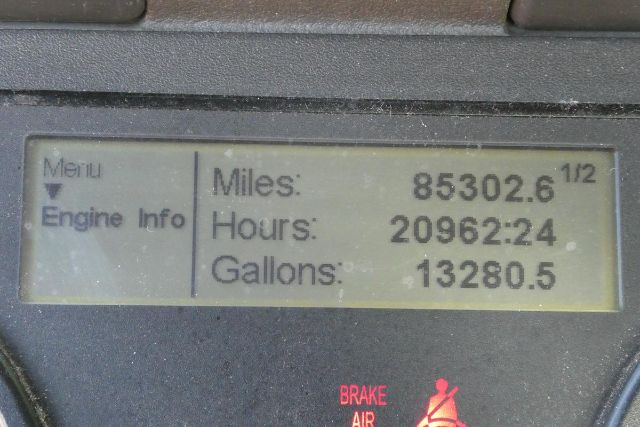 Menu
Engine Info
Miles: 85302.6 1/2
Hours: 20962:24
Gallons: 13280.5
BRAKE
AIR